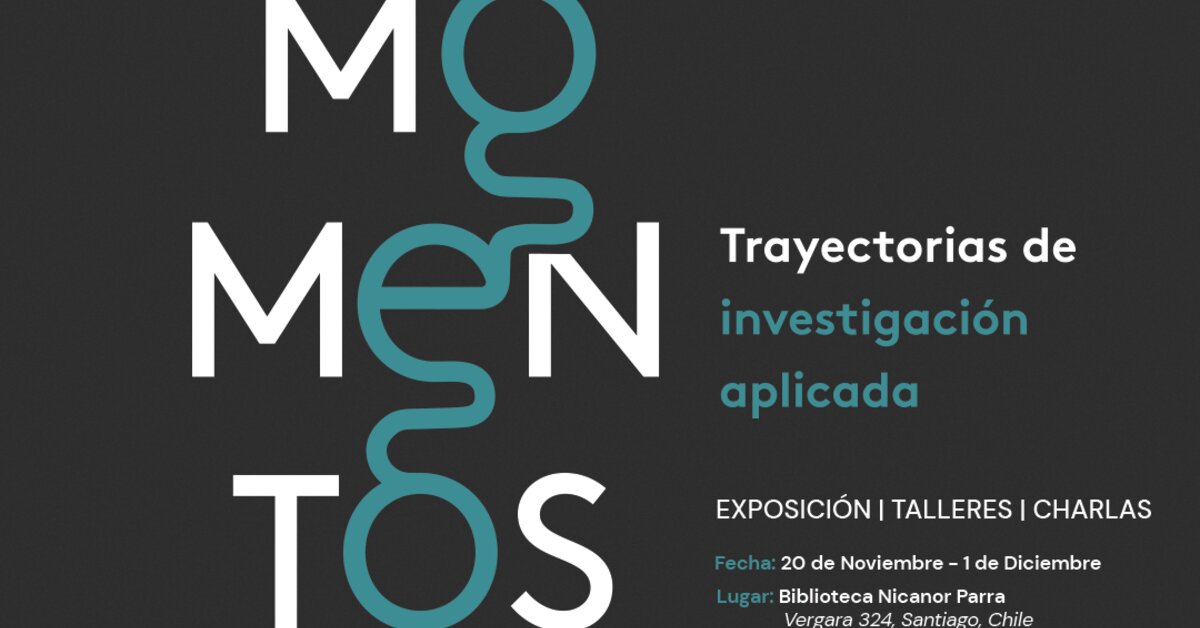 Mo
MeN
ToS
Trayectorias de
investigación
aplicada
EXPOSICIÓN | TALLERES | CHARLAS
Fecha: 20 de Noviembre - 1 de Diciembre
Lugar: Biblioteca Nicanor Parra
Vergara 324, Santiago, Chile